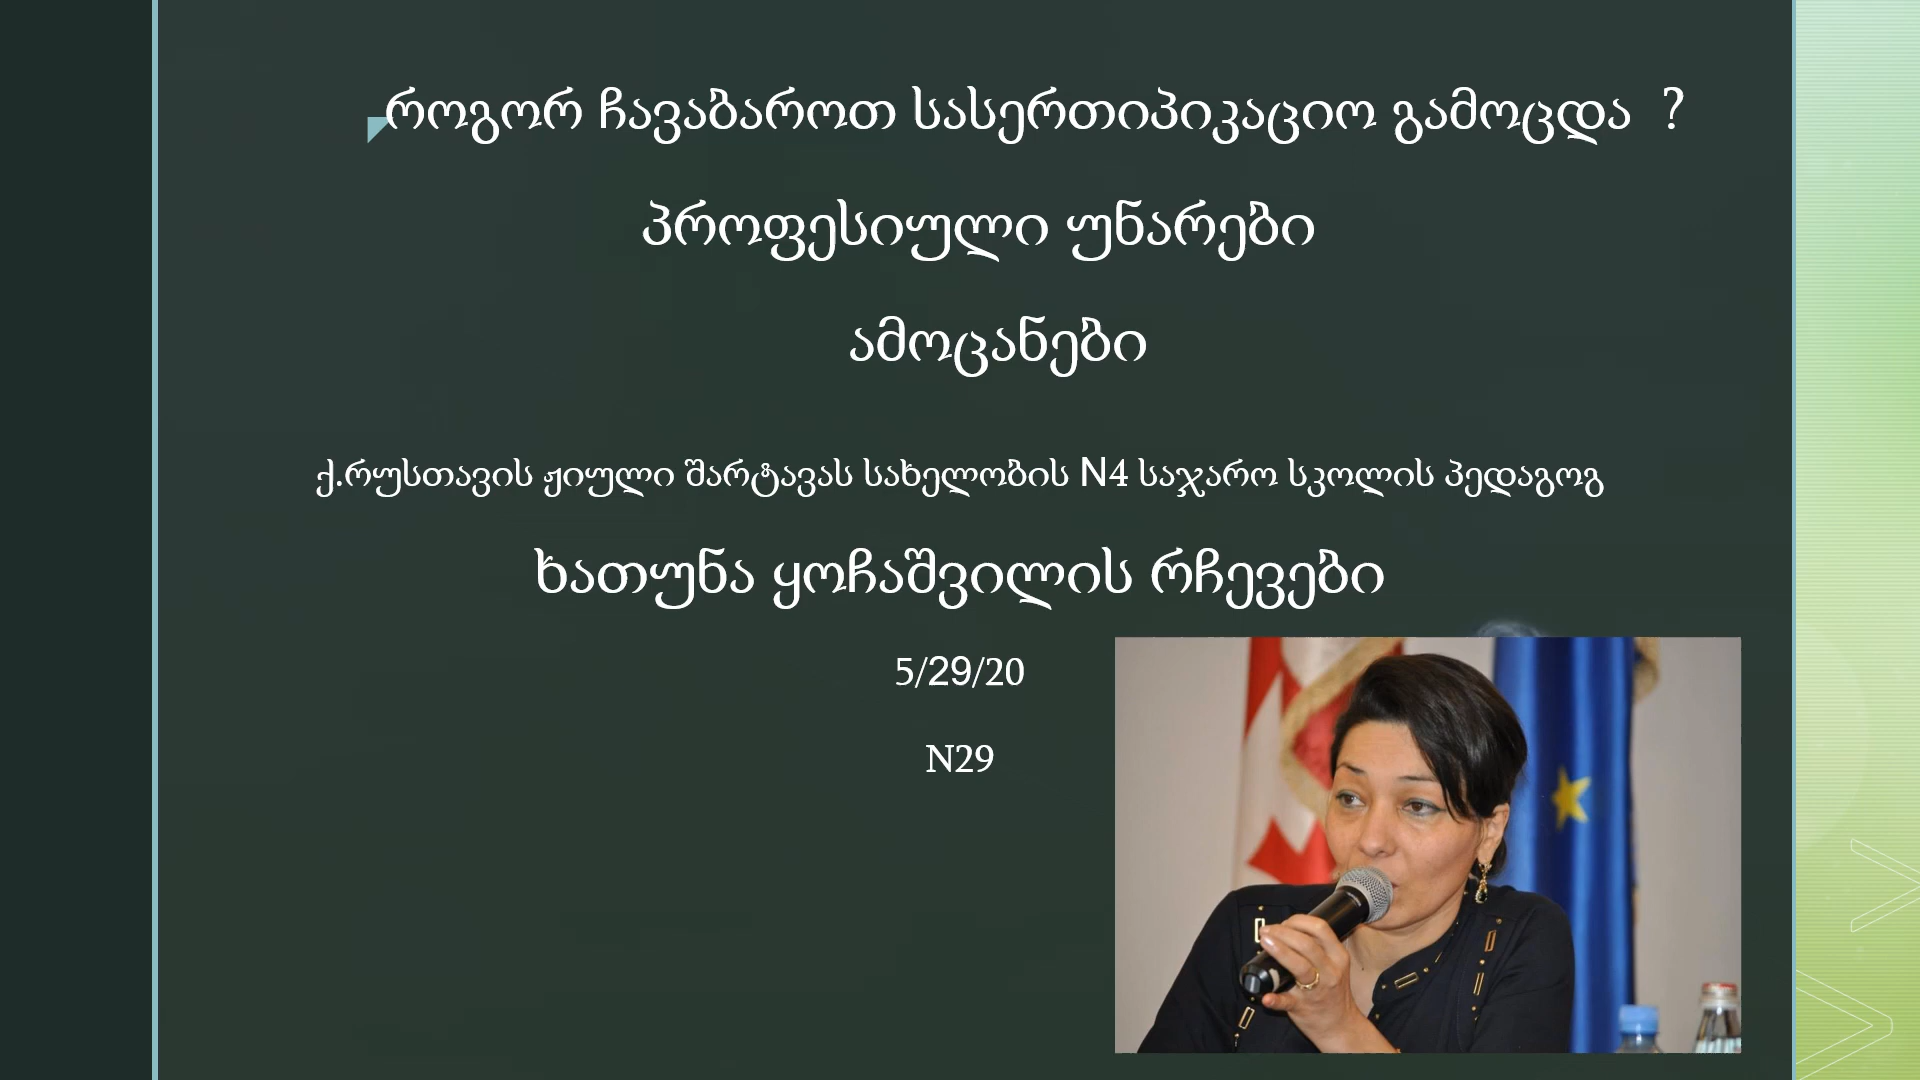 როგორ ჩავაბაროთ სასერთიპიკაციო გამოცდა ?
პროფესიული უნარები
ამოცანები
ქ.რუსთავის ჟიული შარტავას სახელობის N4 საჯარო სკოლის პედაგოგ
ხათუნა ყოჩაშვილის რჩევები
5/29/20
N29